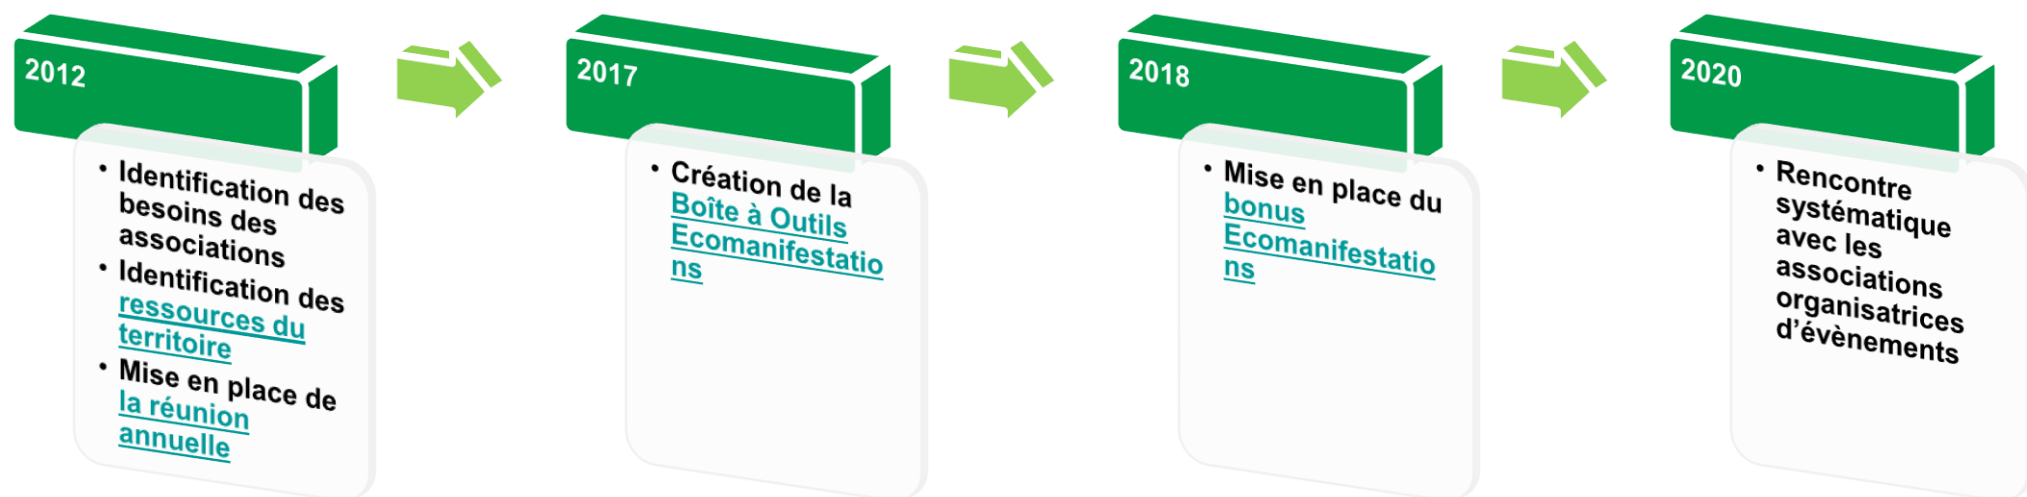 2012
• Identification des
besoins des
associations
• Identification des
ressources du
territoire
• Mise en place de
la réunion
annuelle
2017
• Création de la
Boîte à Outils
Ecomanifestatio
ns
2018
• Mise en place du
bonus
Ecomanifestatio
ns
2020
• Rencontre
systématique
avec les
associations
organisatrices
d’évènements